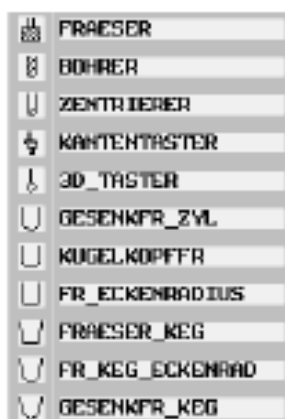 FRAESER
BOHRER
ZENTRIERER
KANTENTASTER
3D_TASTER
GESENKFR_ZYL
KUGELKOPFFR
FR_ECKENRADIUS
FRAESER_KEG
FR_KEG_ECKENRAD
GESENKFR_KEG